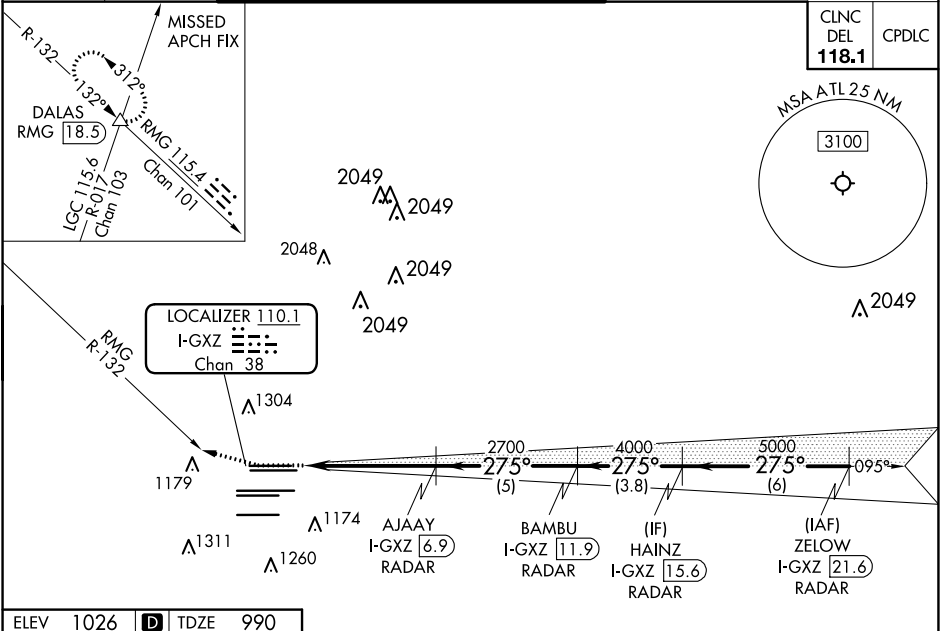 MISSED
APCH FIX
R-132
312°
132°
DALAS
RMG 18.5
RMG 115.4
Chan 101
LGC 115.6
R-017
Chan 103
CLNC
DEL
118.1
CPDLC
MSA ATL 25 NM
3100
2049
2049
2048
2049
2049
2049
LOCALIZER 110.1
I-GXZ
Chan 38
RMG
R-132
1304
1179
1311
1260
1174
2700
4000
5000
275°
275°
275°
095°
(5)
(3.8)
(6)
AJAAY
I-GXZ 6.9
RADAR
BAMBU
I-GXZ 11.9
RADAR
(IF)
HAINZ
I-GXZ 15.6
RADAR
(IAF)
ZELOW
I-GXZ 21.6
RADAR
ELEV 1026 D TDZE 990